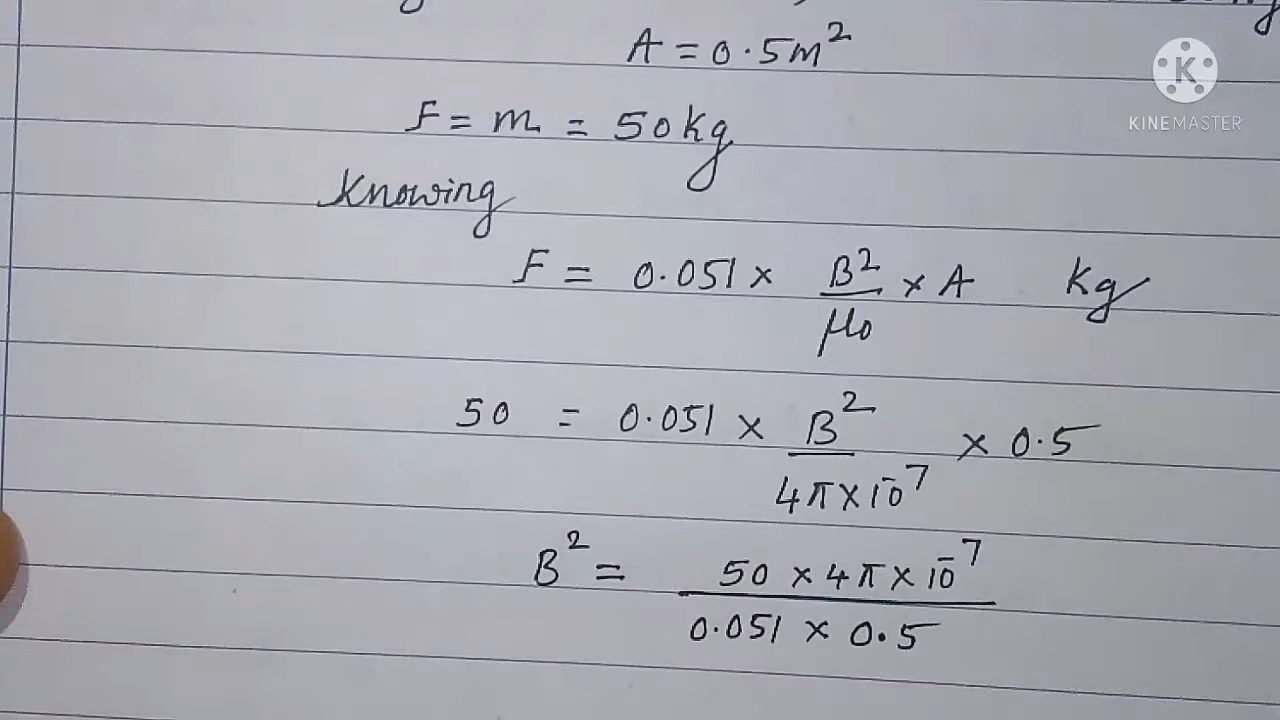 A = 0.5m²
F = m = 50kg
Knowing
F = 0.051 × B²/μ0 × A Kg
50 = 0.051 × B²/4π×10⁻⁷ × 0.5
B² = 50 × 4π × 10⁻⁷/0.051 × 0.5
K
KINEMASTER